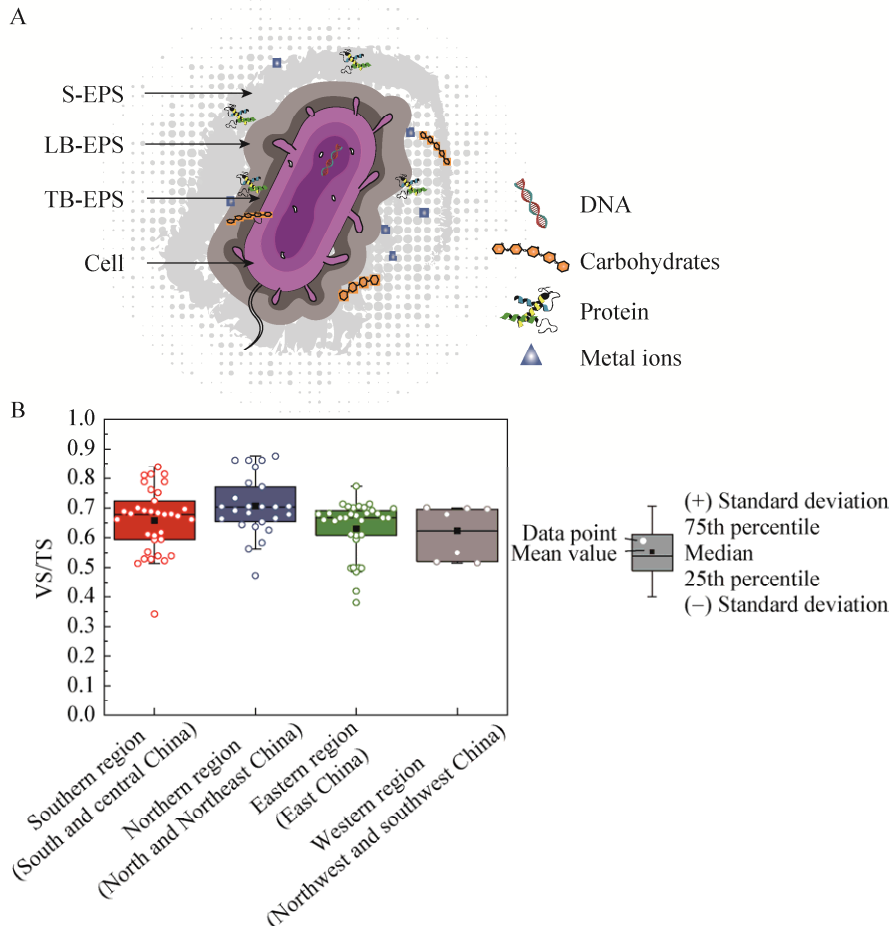 A
S-EPS
LB-EPS
TB-EPS
Cell
DNA
Carbohydrates
Protein
Metal ions
B
VS/TS
1.0
0.9
0.8
0.7
0.6
0.5
0.4
0.3
0.2
0.1
0.0
Southern region
(South and central China)
Northern region
(North and Northeast China)
Eastern region
(East China)
Western region
(Northwest and southwest China)
Data point
Mean value
(+) Standard deviation
75th percentile
Median
25th percentile
(−) Standard deviation